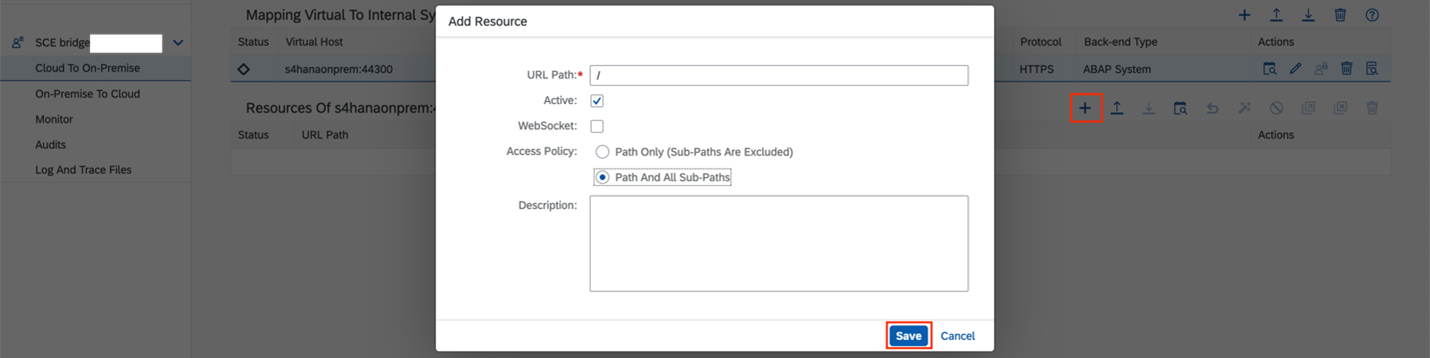 Mapping Virtual To Internal Sy
Add Resource
SCE bridge
Status Virtual Host Protocol Back-end Type Actions
Cloud To On-Premise
s4hanaonprem:44300 HTTPS ABAP System
URL Path:* /
On-Premise To Cloud
Active:
Resources Of s4hanaonprem:4
Monitor
WebSocket:
Status URL Path Actions
Audits
Access Policy: Path Only (Sub-Paths Are Excluded)
Log And Trace Files
Path And All Sub-Paths
Description:
Save Cancel